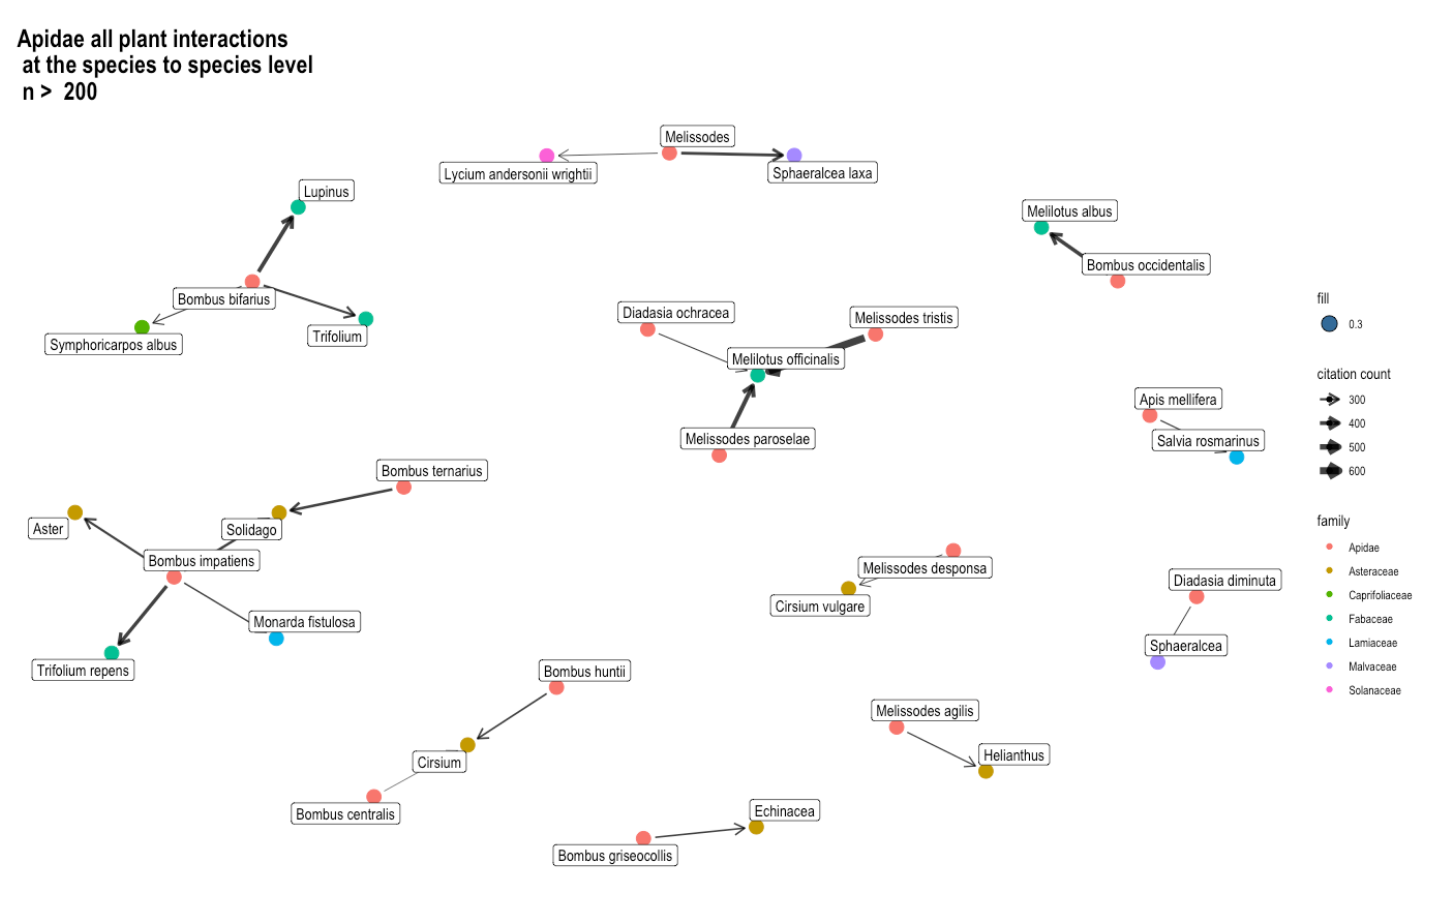 Apidae all plant interactions
at the species to species level
n > 200
Melissodes
Lycium andersonii wrightii
Sphaeralcea laxa
Lupinus
Bombus bifarius
Symphoricarpos albus
Trifolium
Melilotus albus
Bombus occidentalis
Diadasia ochracea
Melissodes tristis
Melilotus officinalis
Melissodes paroselae
Apis mellifera
Salvia rosmarinus
Bombus ternarius
Aster
Solidago
Bombus impatiens
Monarda fistulosa
Trifolium repens
Melissodes desponsa
Cirsium vulgare
Diadasia diminuta
Sphaeralcea
Bombus huntii
Cirsium
Bombus centralis
Melissodes agilis
Helianthus
Echinacea
Bombus griseocollis
fill
0.3
citation count
300
400
500
600
family
Apidae
Asteraceae
Caprifoliaceae
Fabaceae
Lamiaceae
Malvaceae
Solanaceae